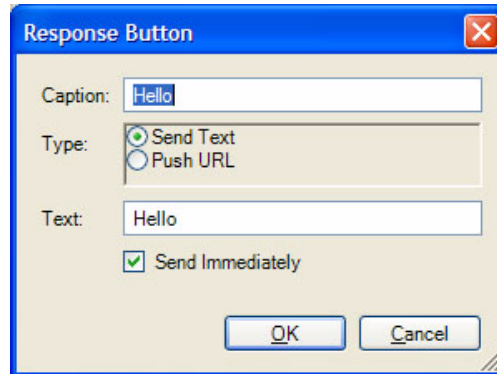 Response Button
Caption: Hello
Type: Send Text
Push URL
Text: Hello
Send Immediately
OK Cancel